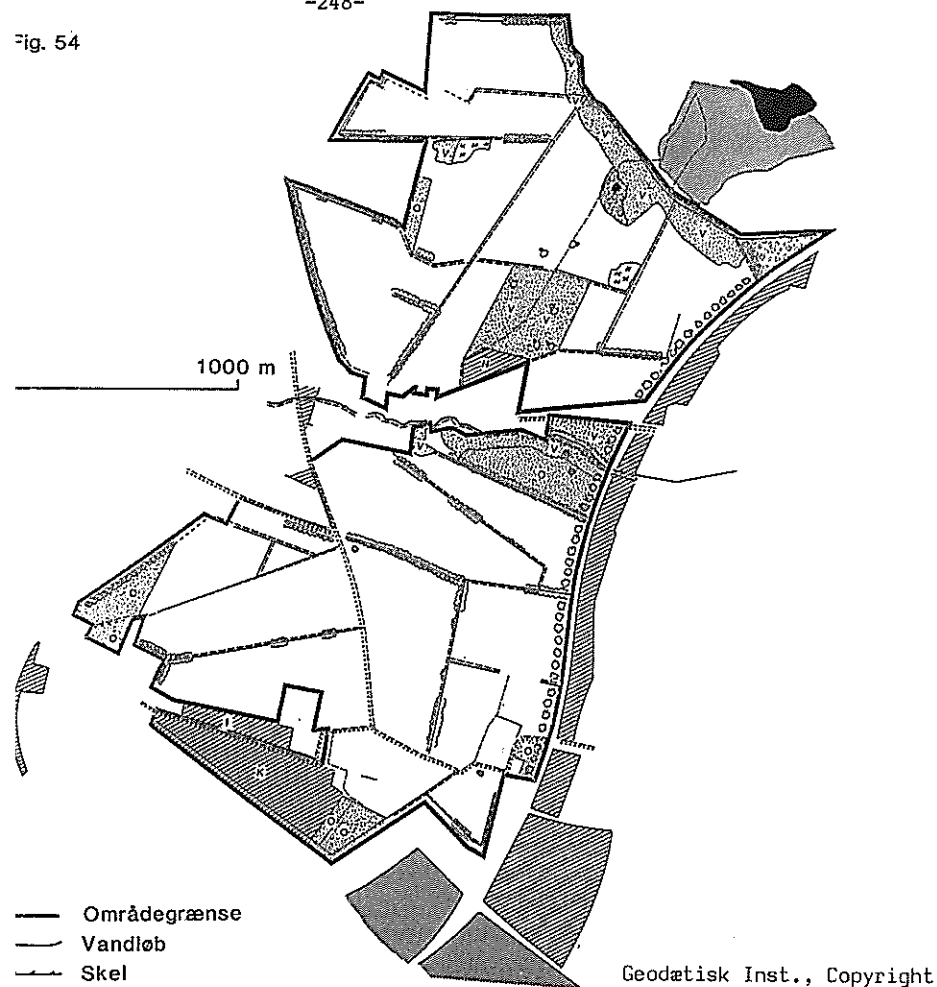 -248-
Fig. 54
1000 m
Områdegrænse
Vandløb
Skel
Geodætisk Inst., Copyright